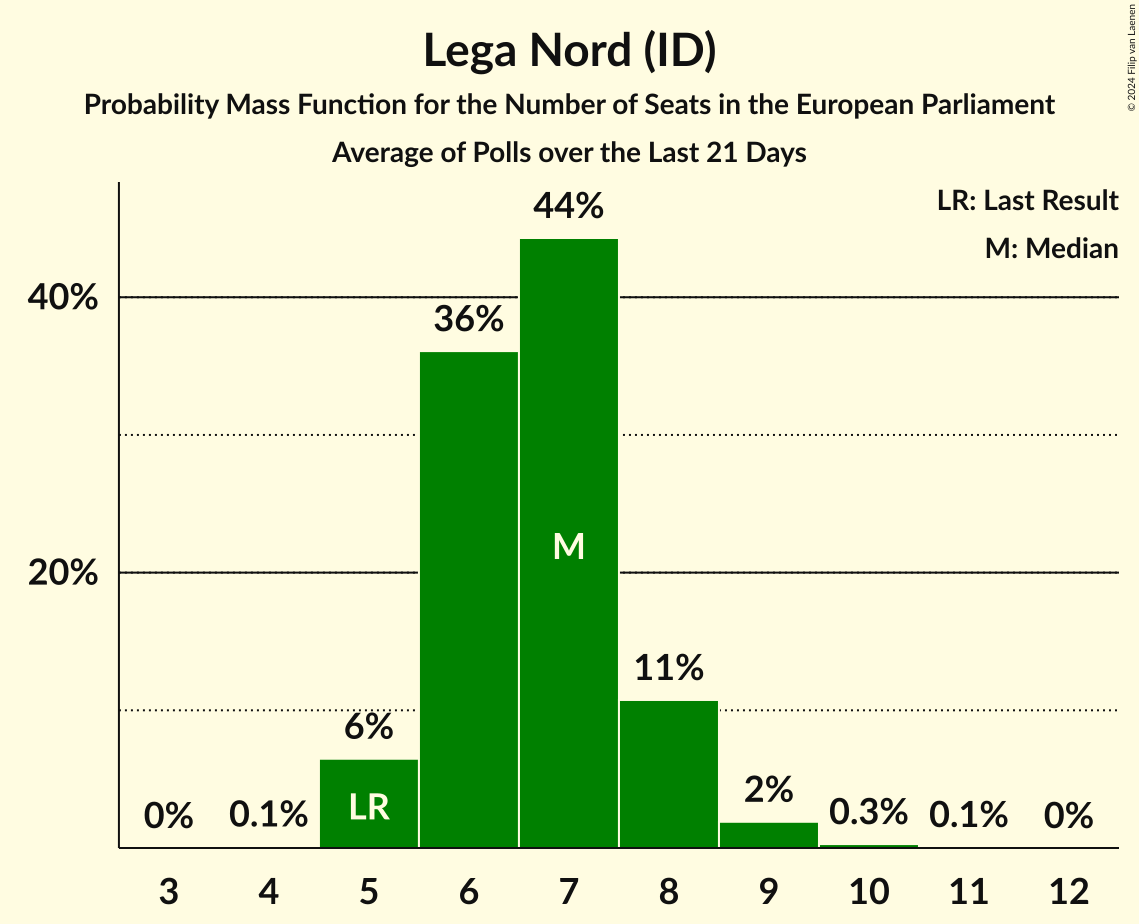 Lega Nord (ID)
Probability Mass Function for the Number of Seats in the European Parliament
Average of Polls over the Last 21 Days
© 2024 Filip van Laenen
LR: Last Result
M: Median
40%
20%
0%
0.1%
6%
36%
44%
11%
2%
0.3%
0.1%
0%
LR
M
3 4 5 6 7 8 9 10 11 12